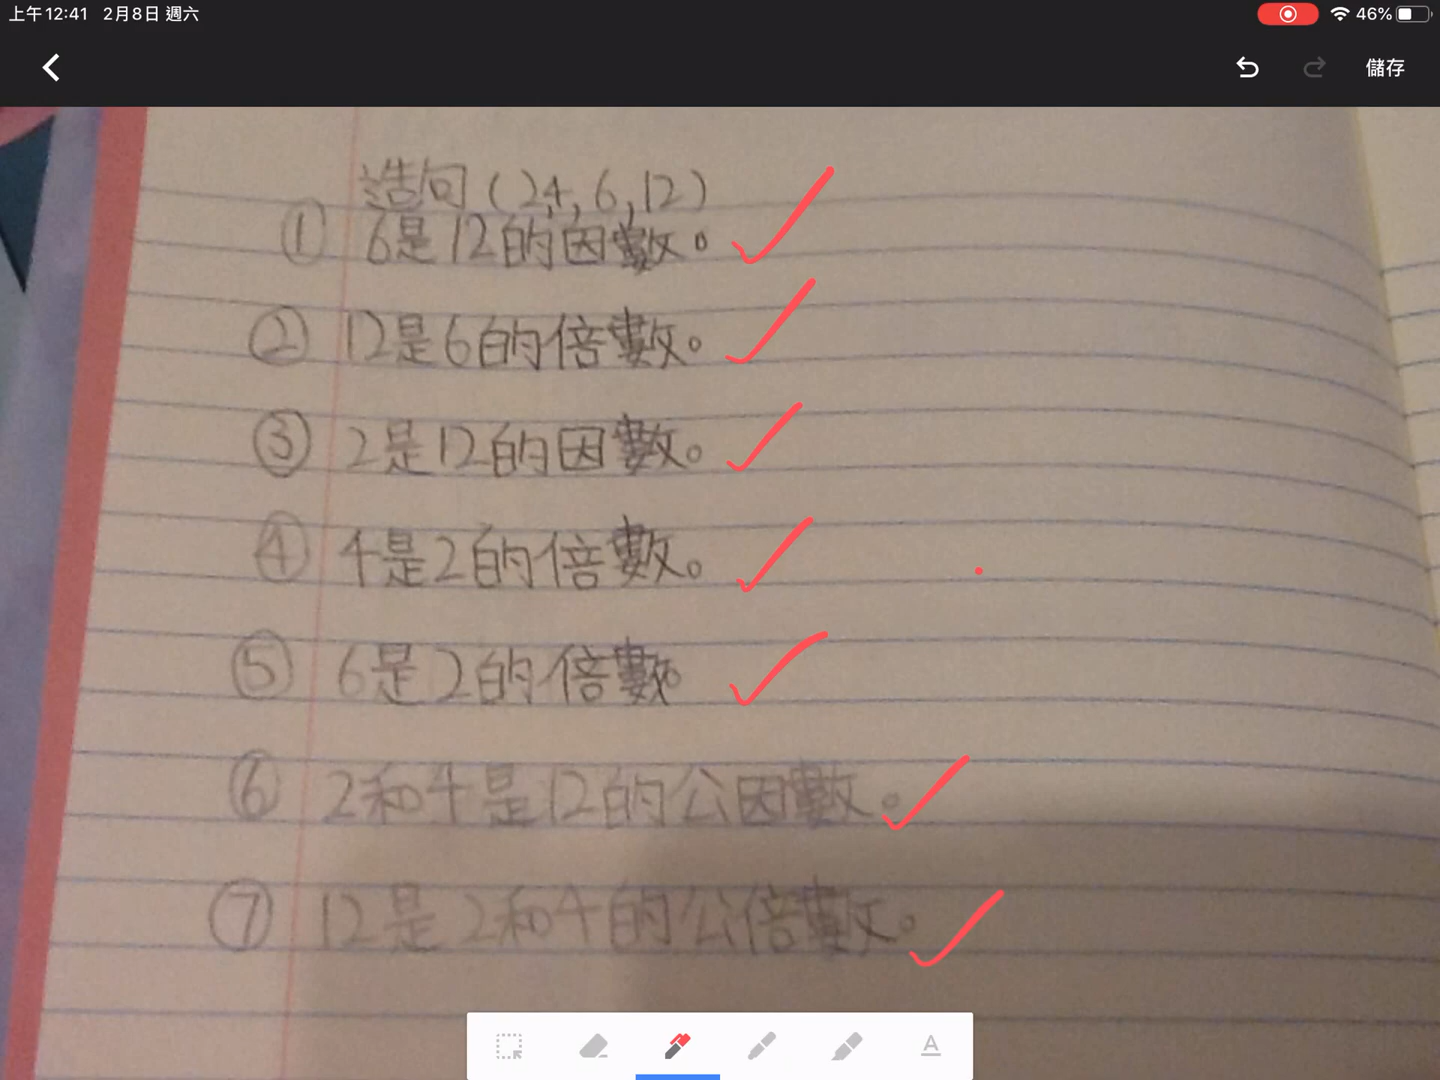 上午12:41 2月8日 週六 46%
儲存
造句(24,6,12)
① 6是12的因數。
② 12是6的倍數。
③ 2是12的因數。
④ 4是2的倍數。
⑤ 6是2的倍數。
⑥ 2和4是12的公因數。
⑦ 12是2和4的公倍數。
A